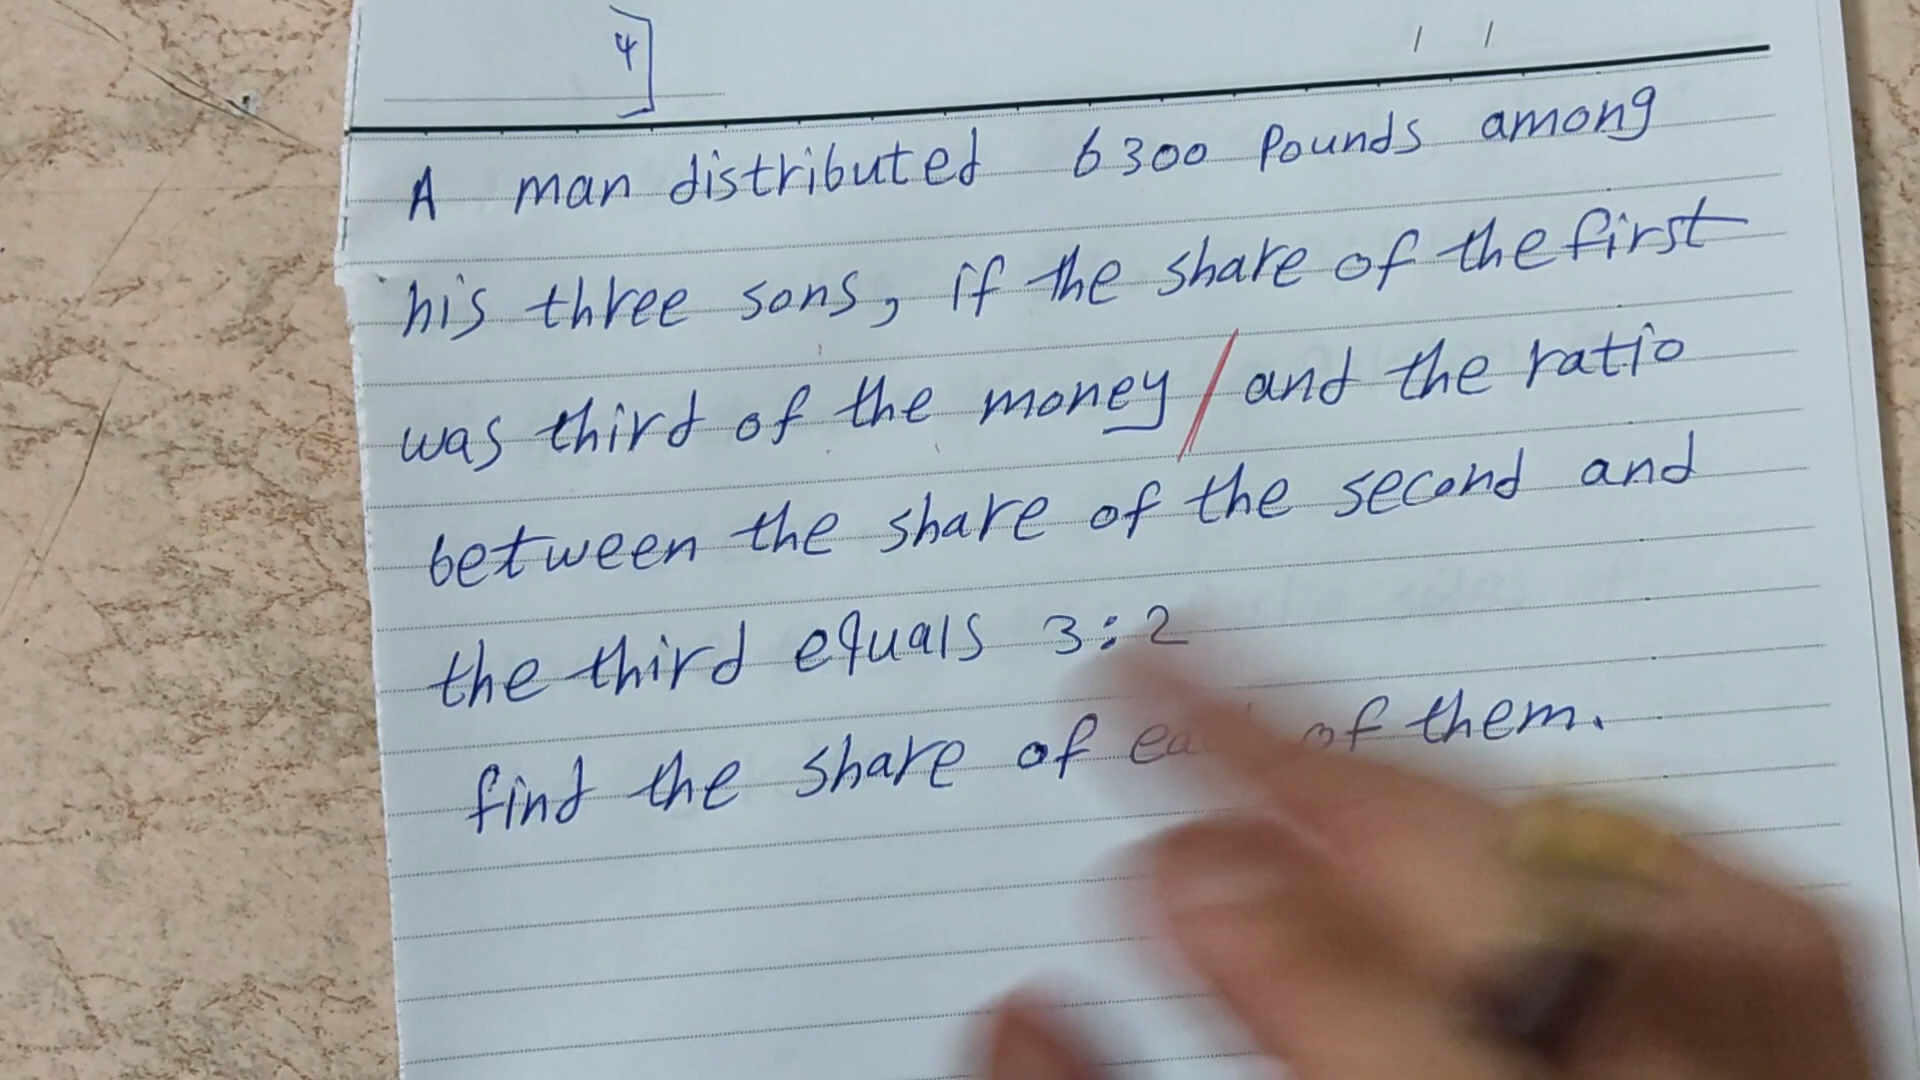 4]
A man distributed 6300 Pounds among
his three sons, if the share of the first
was third of the money / and the ratio
between the share of the second and
the third equals 3:2
find the share of of them.